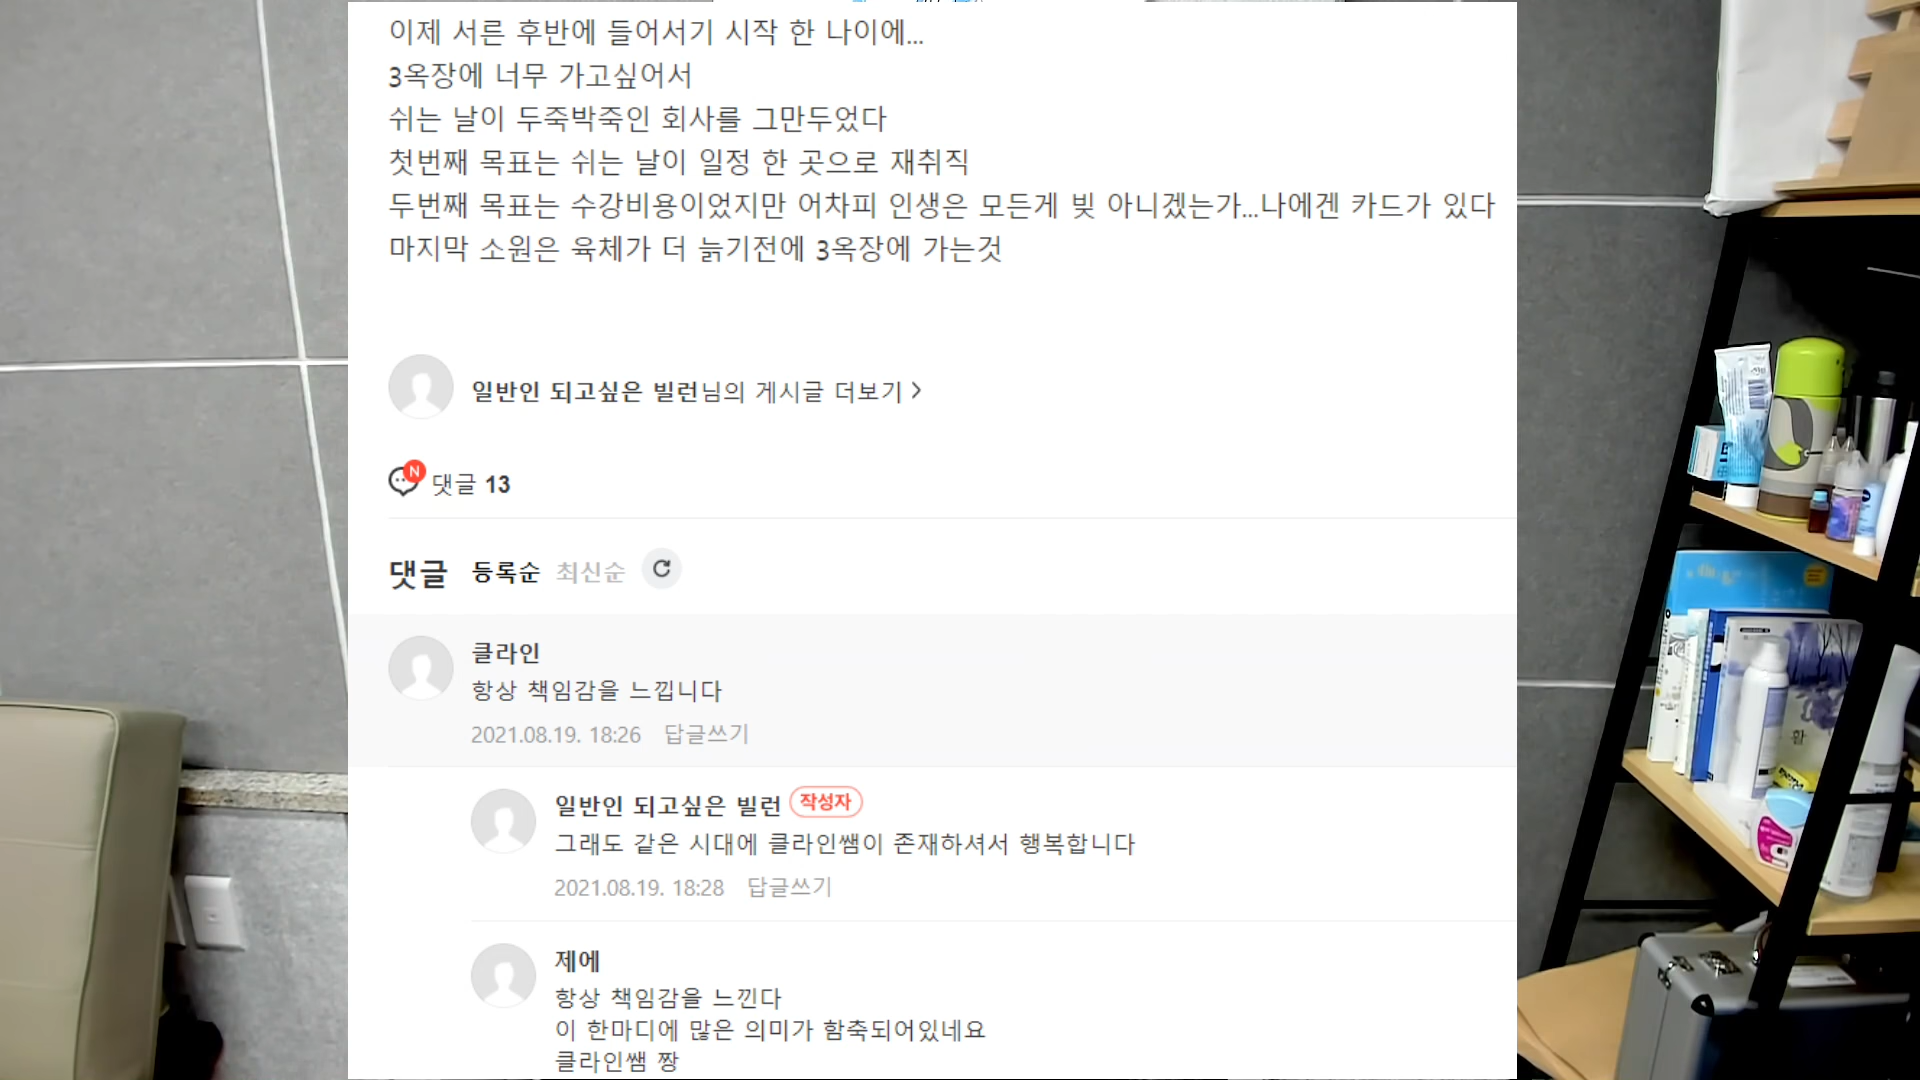 이제 서른 후반에 들어서기 시작 한 나이에...
3옥장에 너무 가고싶어서
쉬는 날이 두죽박죽인 회사를 그만두었다
첫번째 목표는 쉬는 날이 일정 한 곳으로 재취직
두번째 목표는 수강비용이었지만 어차피 인생은 모든게 빚 아니겠는가...나에겐 카드가 있다
마지막 소원은 육체가 더 늙기전에 3옥장에 가는것
일반인 되고싶은 빌런님의 게시글 더보기 >
N 댓글 13
댓글 등록순 최신순
클라인
항상 책임감을 느낍니다
2021.08.19. 18:26 답글쓰기
일반인 되고싶은 빌런 작성자
그래도 같은 시대에 클라인쌤이 존재하셔서 행복합니다
2021.08.19. 18:28 답글쓰기
제에
항상 책임감을 느낀다
이 한마디에 많은 의미가 함축되어있네요
클라인쌤 짱